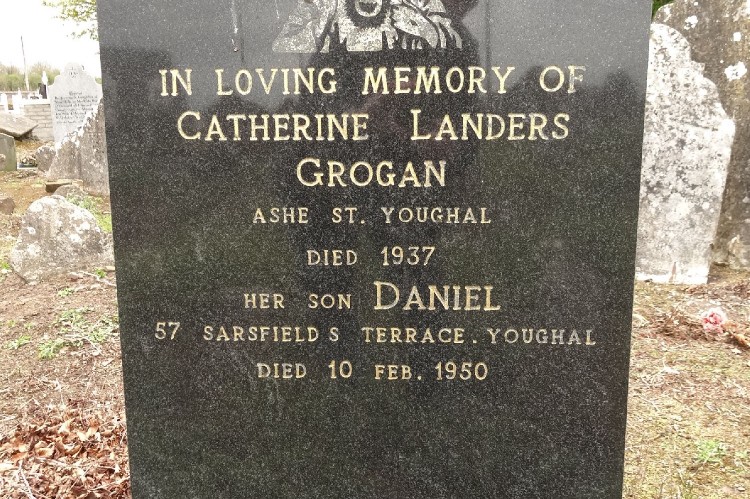 IN LOVING MEMORY OF
CATHERINE LANDERS
GROGAN
ASHE ST. YOUGHAL
DIED 1937
HER SON DANIEL
57 SARSFIELD S TERRACE. YOUGHAL
DIED 10 FEB. 1950